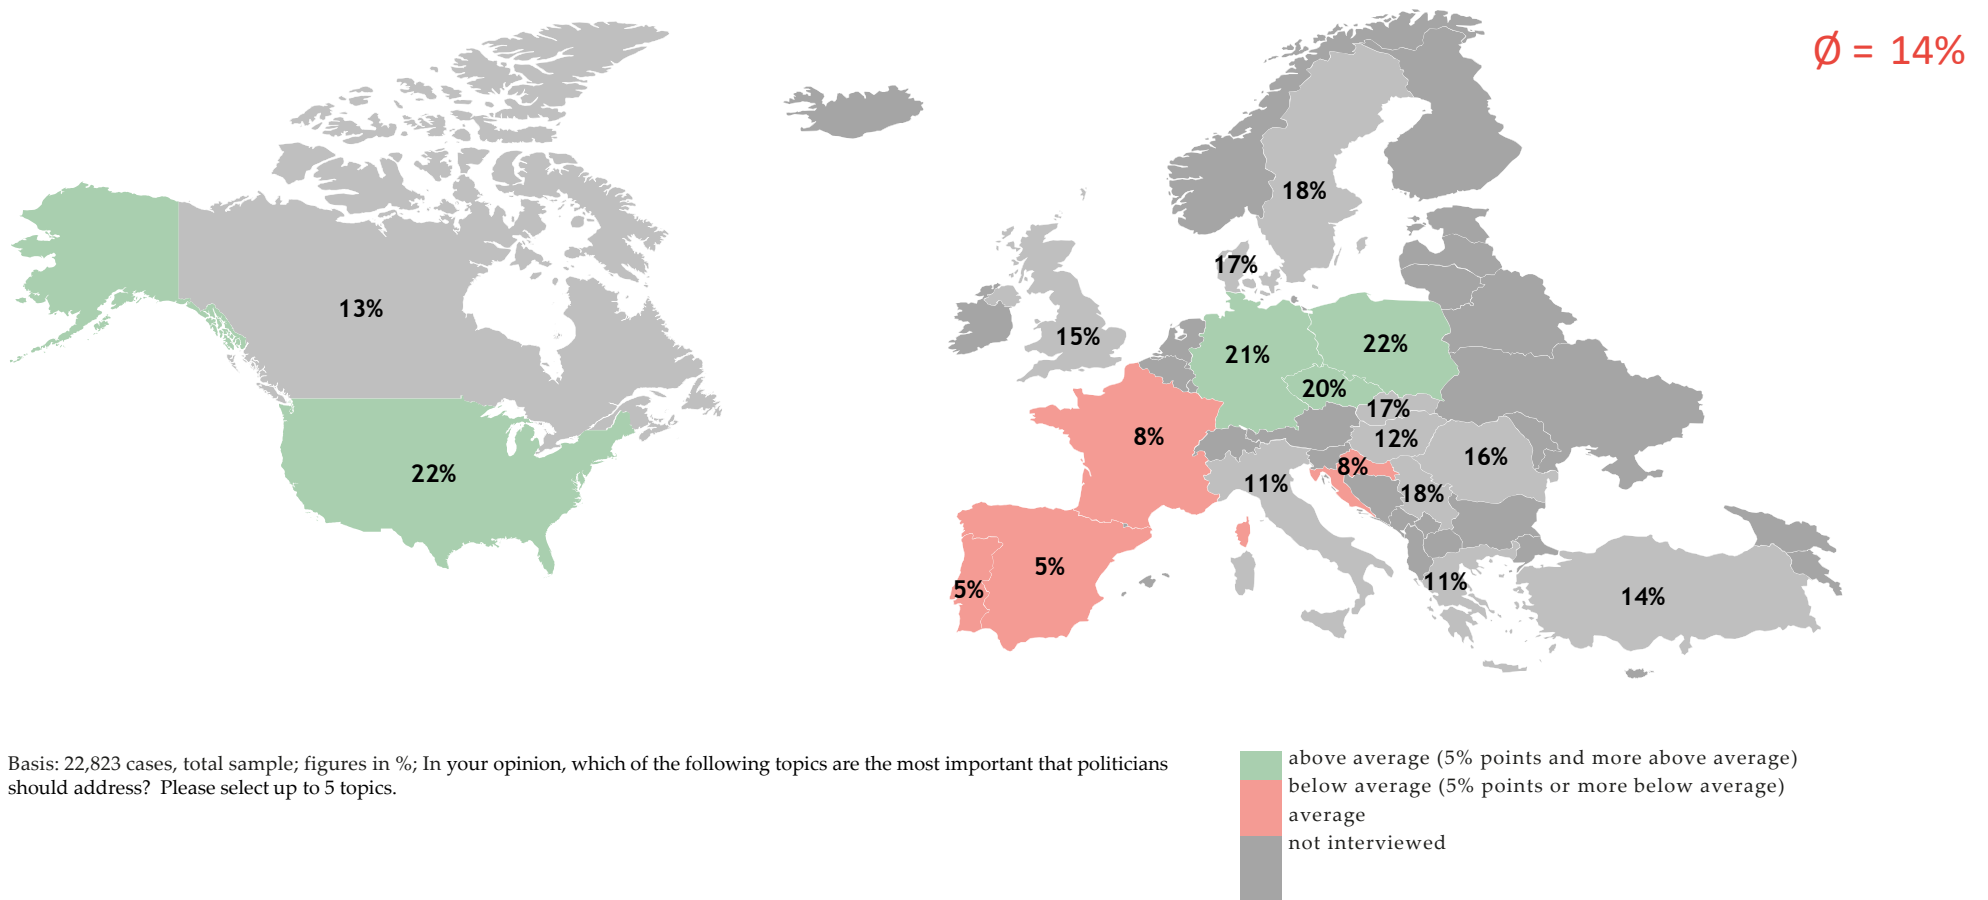 Ø = 14%
18%
17%
13%
15%
22%
21%
20%
17%
8%
12%
16%
8%
22%
11%
18%
5%
11%
5%
14%
Basis: 22,823 cases, total sample; figures in %; In your opinion, which of the following topics are the most important that politicians
should address? Please select up to 5 topics.
above average (5% points and more above average)
below average (5% points or more below average)
average
not interviewed